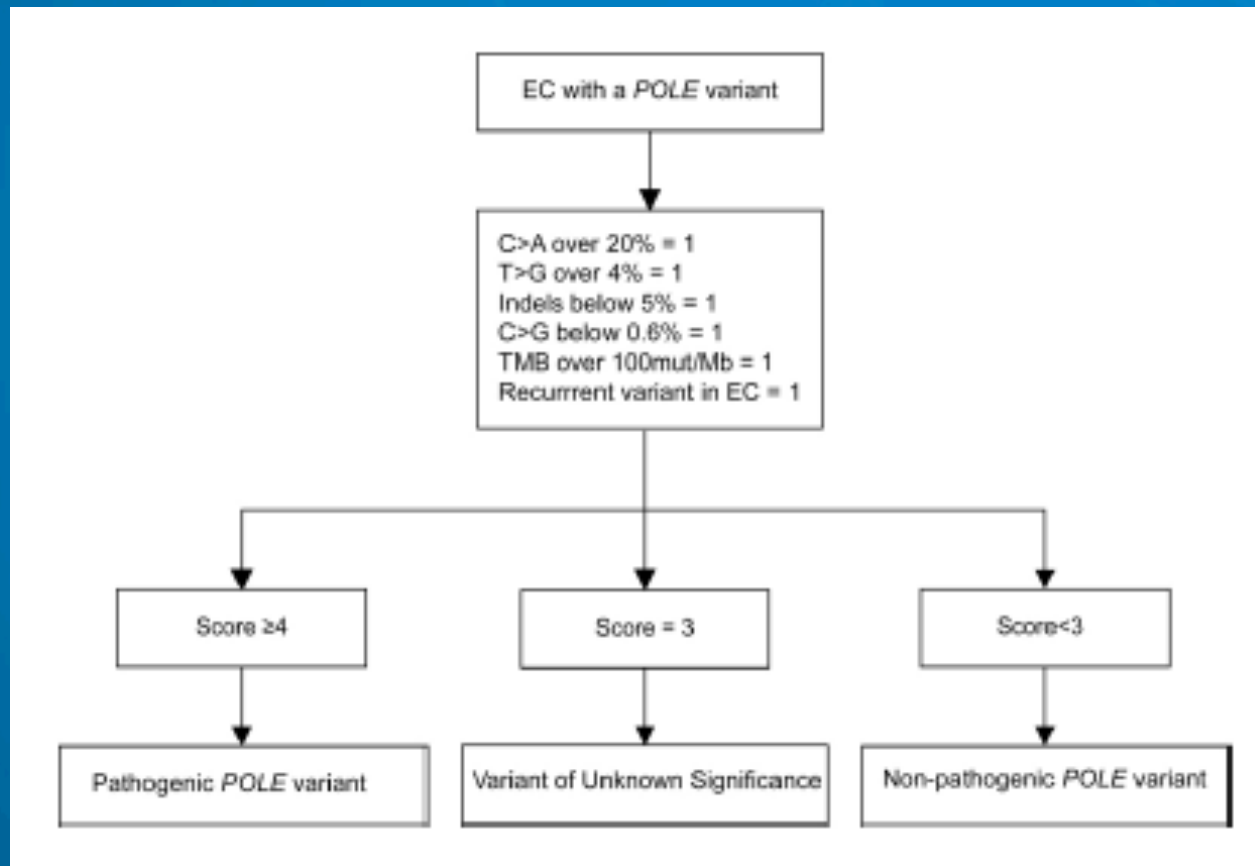 EC with a POLE variant
C>A over 20% = 1
T>G over 4% = 1
Indels below 5% = 1
C>G below 0.6% = 1
TMB over 100mut/Mb = 1
Recurrrent variant in EC = 1
Score ≥4
Score = 3
Score<3
Pathogenic POLE variant
Variant of Unknown Significance
Non-pathogenic POLE variant